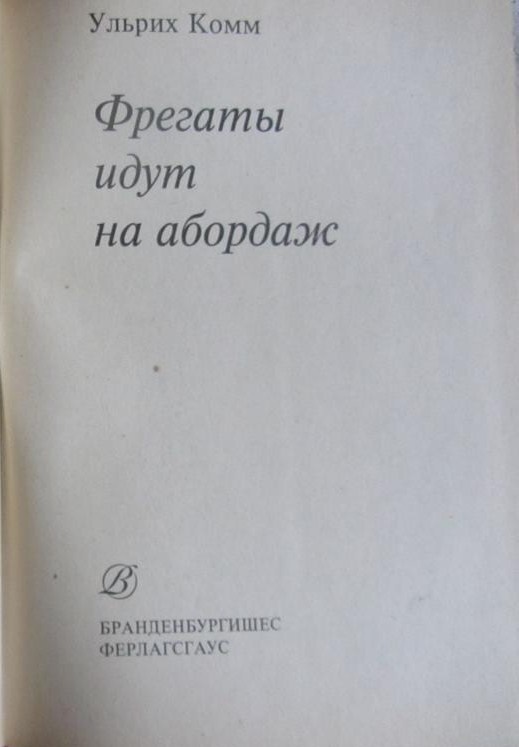 Ульрих Комм
Фрегаты
идут
на абордаж
В
БРАНДЕНБУРГИШЕС
ФЕРЛАГСГАУС